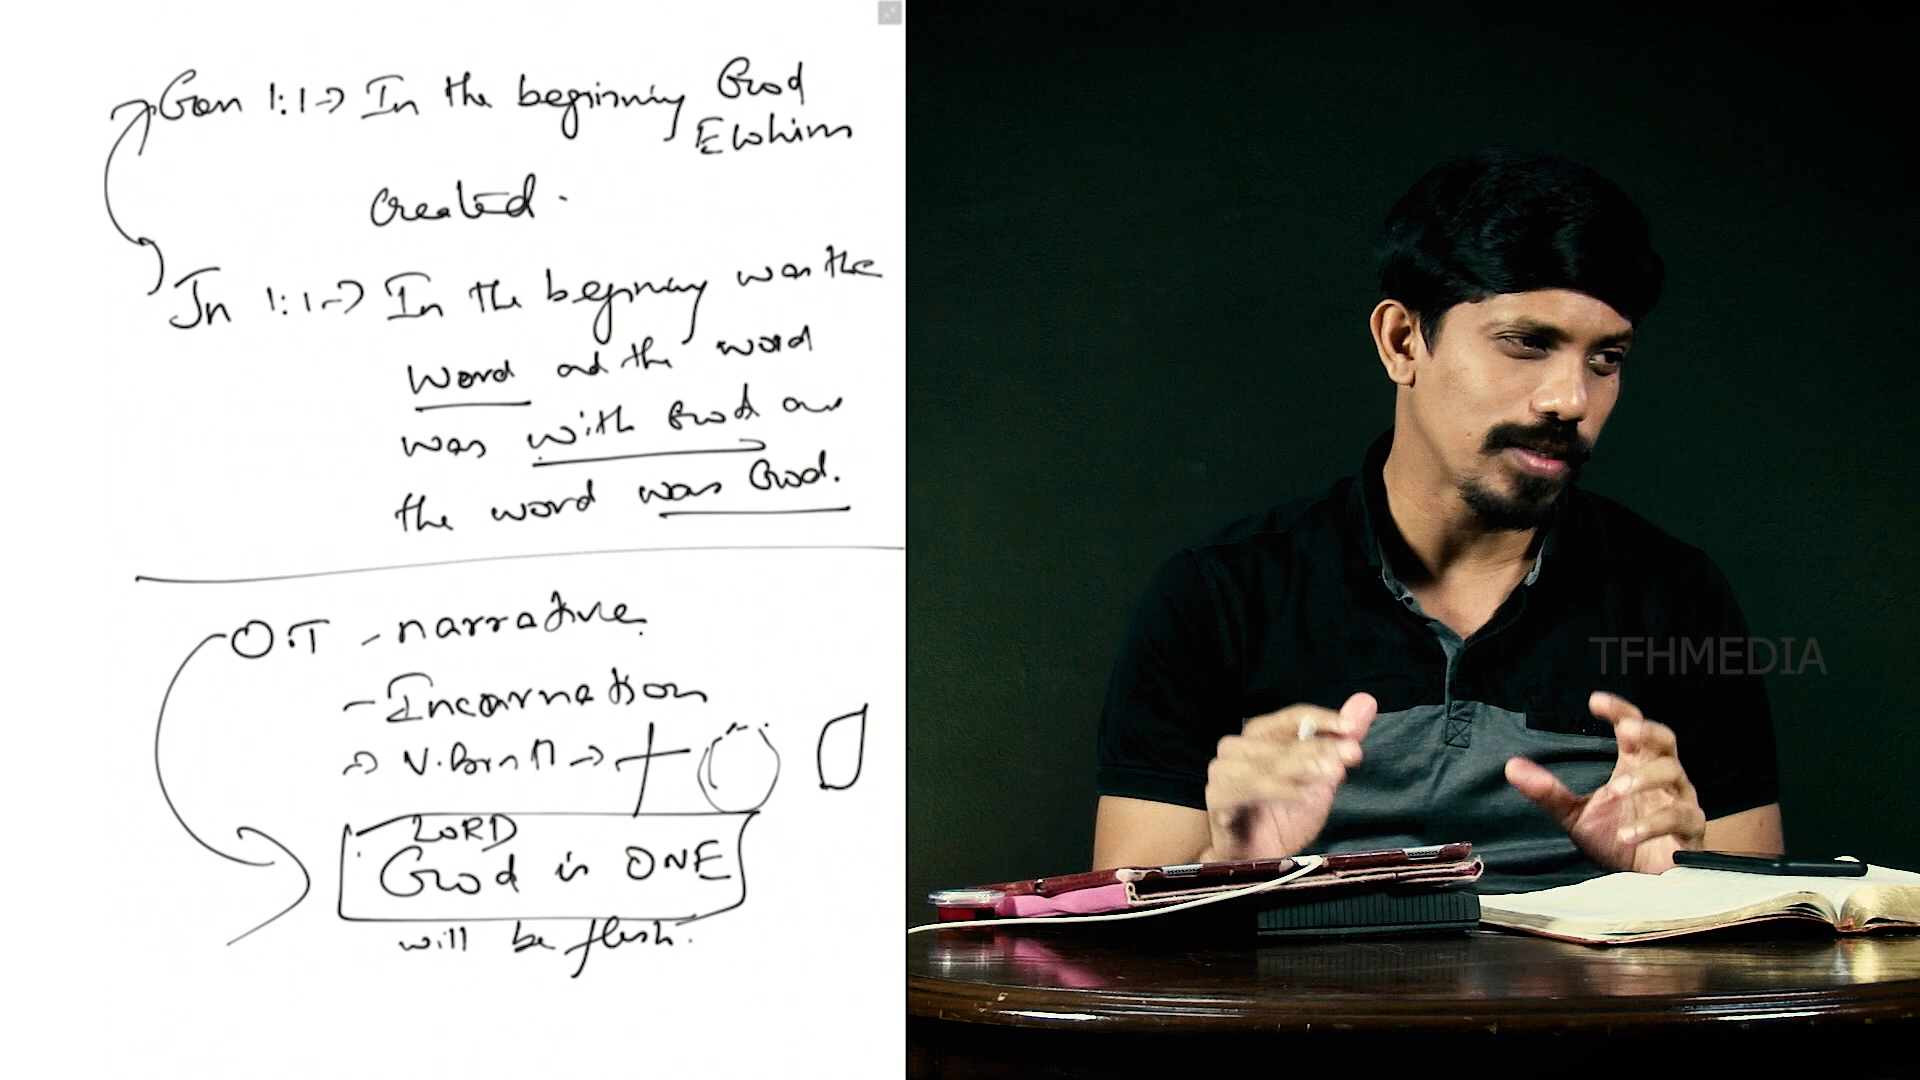 Gen 1:1 → In the beginning God
Elohim
Created.
Jn 1:1 → In the beginning was the
Word and the word
was with God and
the word was God.
O.T - narrative.
- Incarnation
→ V. Born →
LORD
God is ONE
will be flesh.
TFHMEDIA